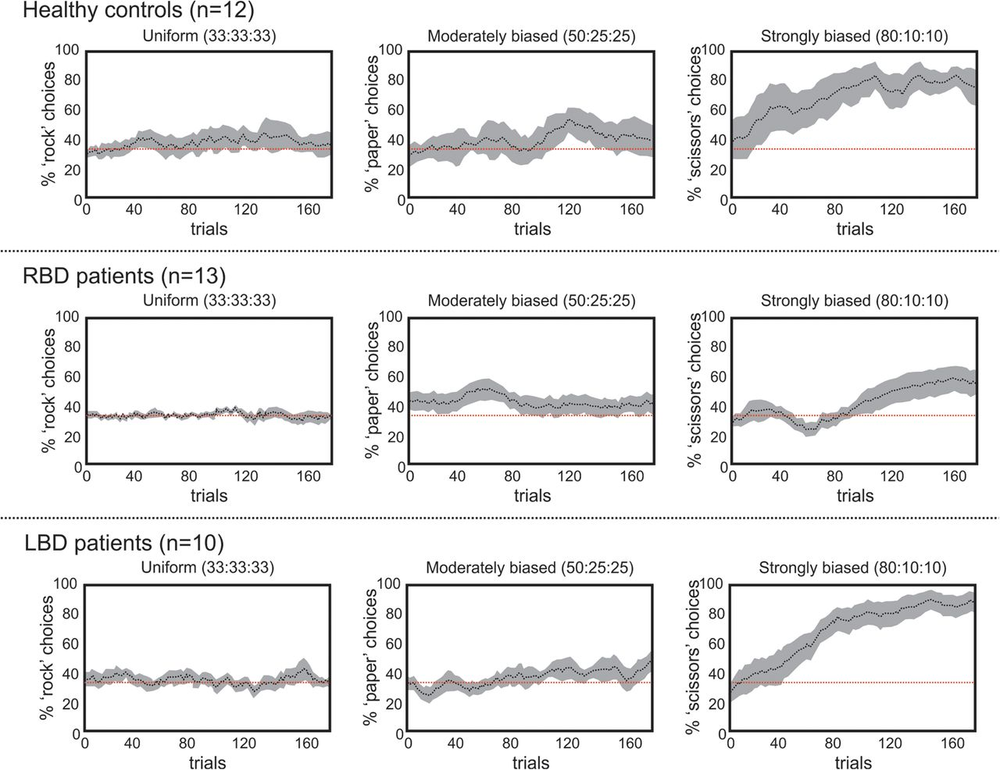 Healthy controls (n=12)
Uniform (33:33:33)
Moderately biased (50:25:25)
Strongly biased (80:10:10)
% 'rock' choices
100
80
60
40
20
0
0 40 80 120 160
trials
% 'paper' choices
100
80
60
40
20
0
0 40 80 120 160
trials
% 'scissors' choices
100
80
60
40
20
0
0 40 80 120 160
trials
RBD patients (n=13)
Uniform (33:33:33)
Moderately biased (50:25:25)
Strongly biased (80:10:10)
% 'rock' choices
100
80
60
40
20
0
0 40 80 120 160
trials
% 'paper' choices
100
80
60
40
20
0
0 40 80 120 160
trials
% 'scissors' choices
100
80
60
40
20
0
0 40 80 120 160
trials
LBD patients (n=10)
Uniform (33:33:33)
Moderately biased (50:25:25)
Strongly biased (80:10:10)
% 'rock' choices
100
80
60
40
20
0
0 40 80 120 160
trials
% 'paper' choices
100
80
60
40
20
0
0 40 80 120 160
trials
% 'scissors' choices
100
80
60
40
20
0
0 40 80 120 160
trials